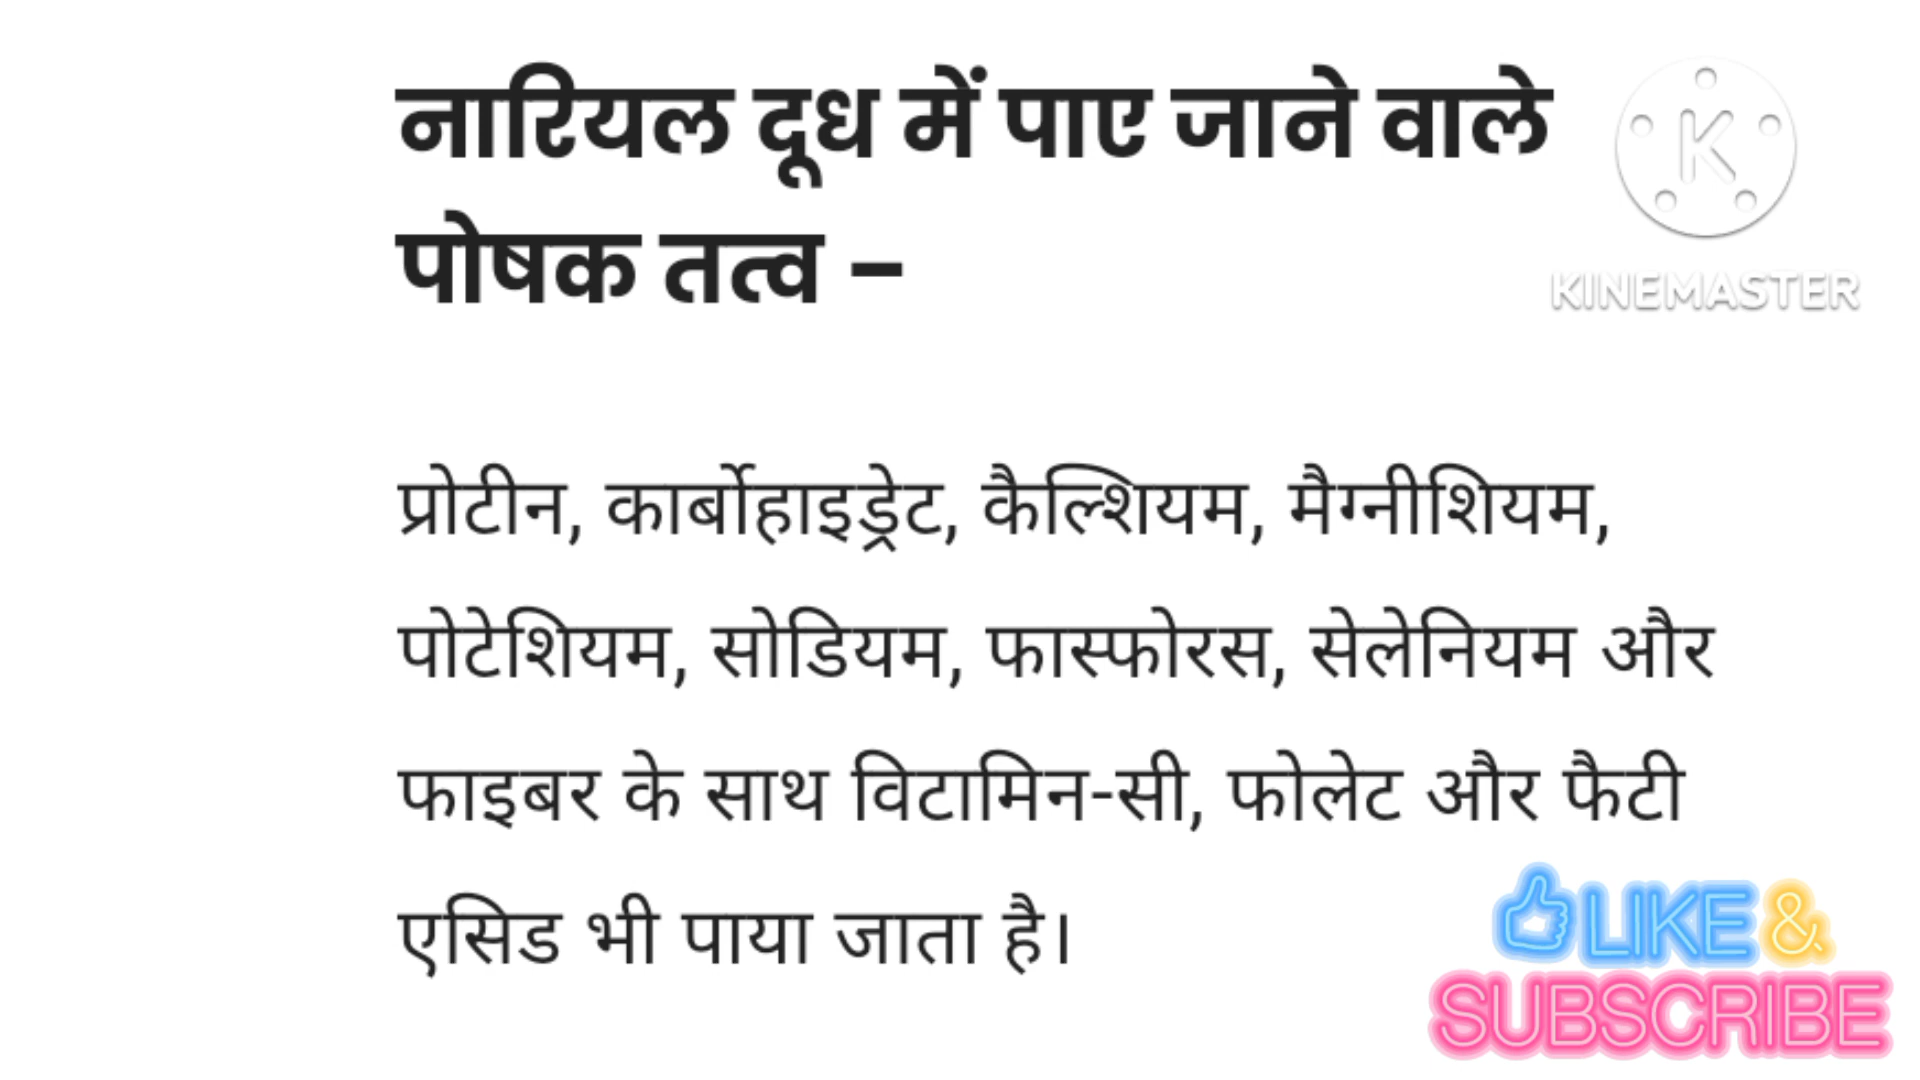 नारियल दूध में पाए जाने वाले
पोषक तत्व –
K
KINEMASTER
प्रोटीन, कार्बोहाइड्रेट, कैल्शियम, मैग्नीशियम,
पोटेशियम, सोडियम, फास्फोरस, सेलेनियम और
फाइबर के साथ विटामिन-सी, फोलेट और फैटी
एसिड भी पाया जाता है।
LIKE &
SUBSCRIBE